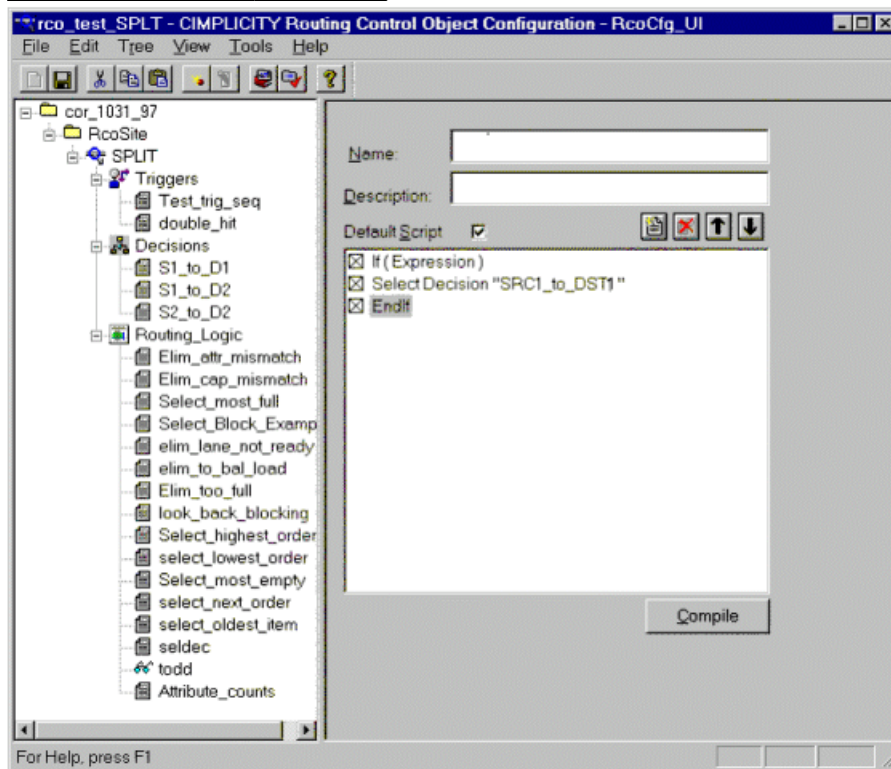 rco_test_SPLT - CIMPLICITY Routing Control Object Configuration - RcoCfg_UI
File Edit Tree View Tools Help
cor_1031_97
RcoSite
SPLIT
Triggers
Test_trig_seq
double_hit
Decisions
S1_to_D1
S1_to_D2
S2_to_D2
Routing_Logic
Elim_attr_mismatch
Elim_cap_mismatch
Select_most_full
Select_Block_Examp
elim_lane_not_ready
elim_to_bal_load
Elim_too_full
look_back_blocking
Select_highest_order
select_lowest_order
Select_most_empty
select_next_order
select_oldest_item
seldec
todd
Attribute_counts
Name:
Description:
Default Script
If ( Expression )
Select Decision "SRC1_to_DST1"
EndIf
Compile
For Help, press F1